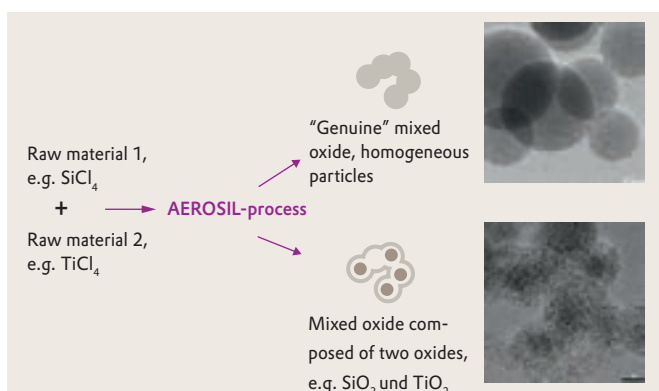 Raw material 1,
e.g. SiCl₄
+
Raw material 2,
e.g. TiCl₄
AEROSIL-process
“Genuine” mixed
oxide, homogeneous
particles
Mixed oxide com-
posed of two oxides,
e.g. SiO₂ und TiO₂